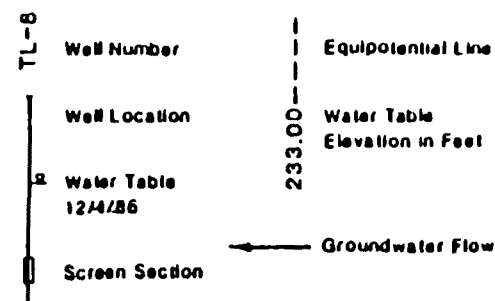 TL-8
Well Number
Well Location
Water Table
12/4/86
Screen Section
Equipotential Line
233.00
Water Table
Elevation in Feet
Groundwater Flow